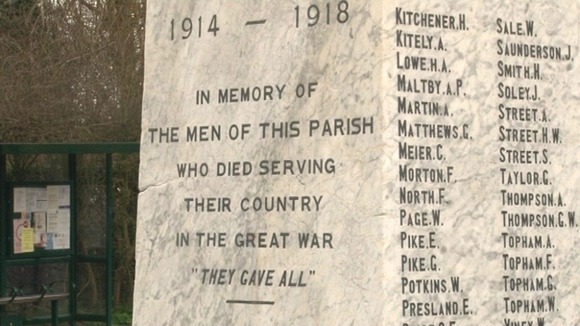 1914 — 1918
IN MEMORY OF
THE MEN OF THIS PARISH
WHO DIED SERVING
THEIR COUNTRY
IN THE GREAT WAR
"THEY GAVE ALL"
KITCHENER.H.
KITELY.A.
LOWE.H.A.
MALTBY.A.P.
MARTIN.A.
MATTHEWS.G.
MEIER.C.
MORTON.F.
NORTH.F.
PAGE.W.
PIKE.E.
PIKE.G.
POTKINS.W.
PRESLAND.E.
SALE.W.
SAUNDERSON.J.
SMITH.H.
SOLEY.J.
STREET.A.
STREET.H.W.
STREET.S.
TAYLOR.G.
THOMPSON.A.
THOMPSON.G.W.
TOPHAM.A.
TOPHAM.F.
TOPHAM.G.
TOPHAM.W.